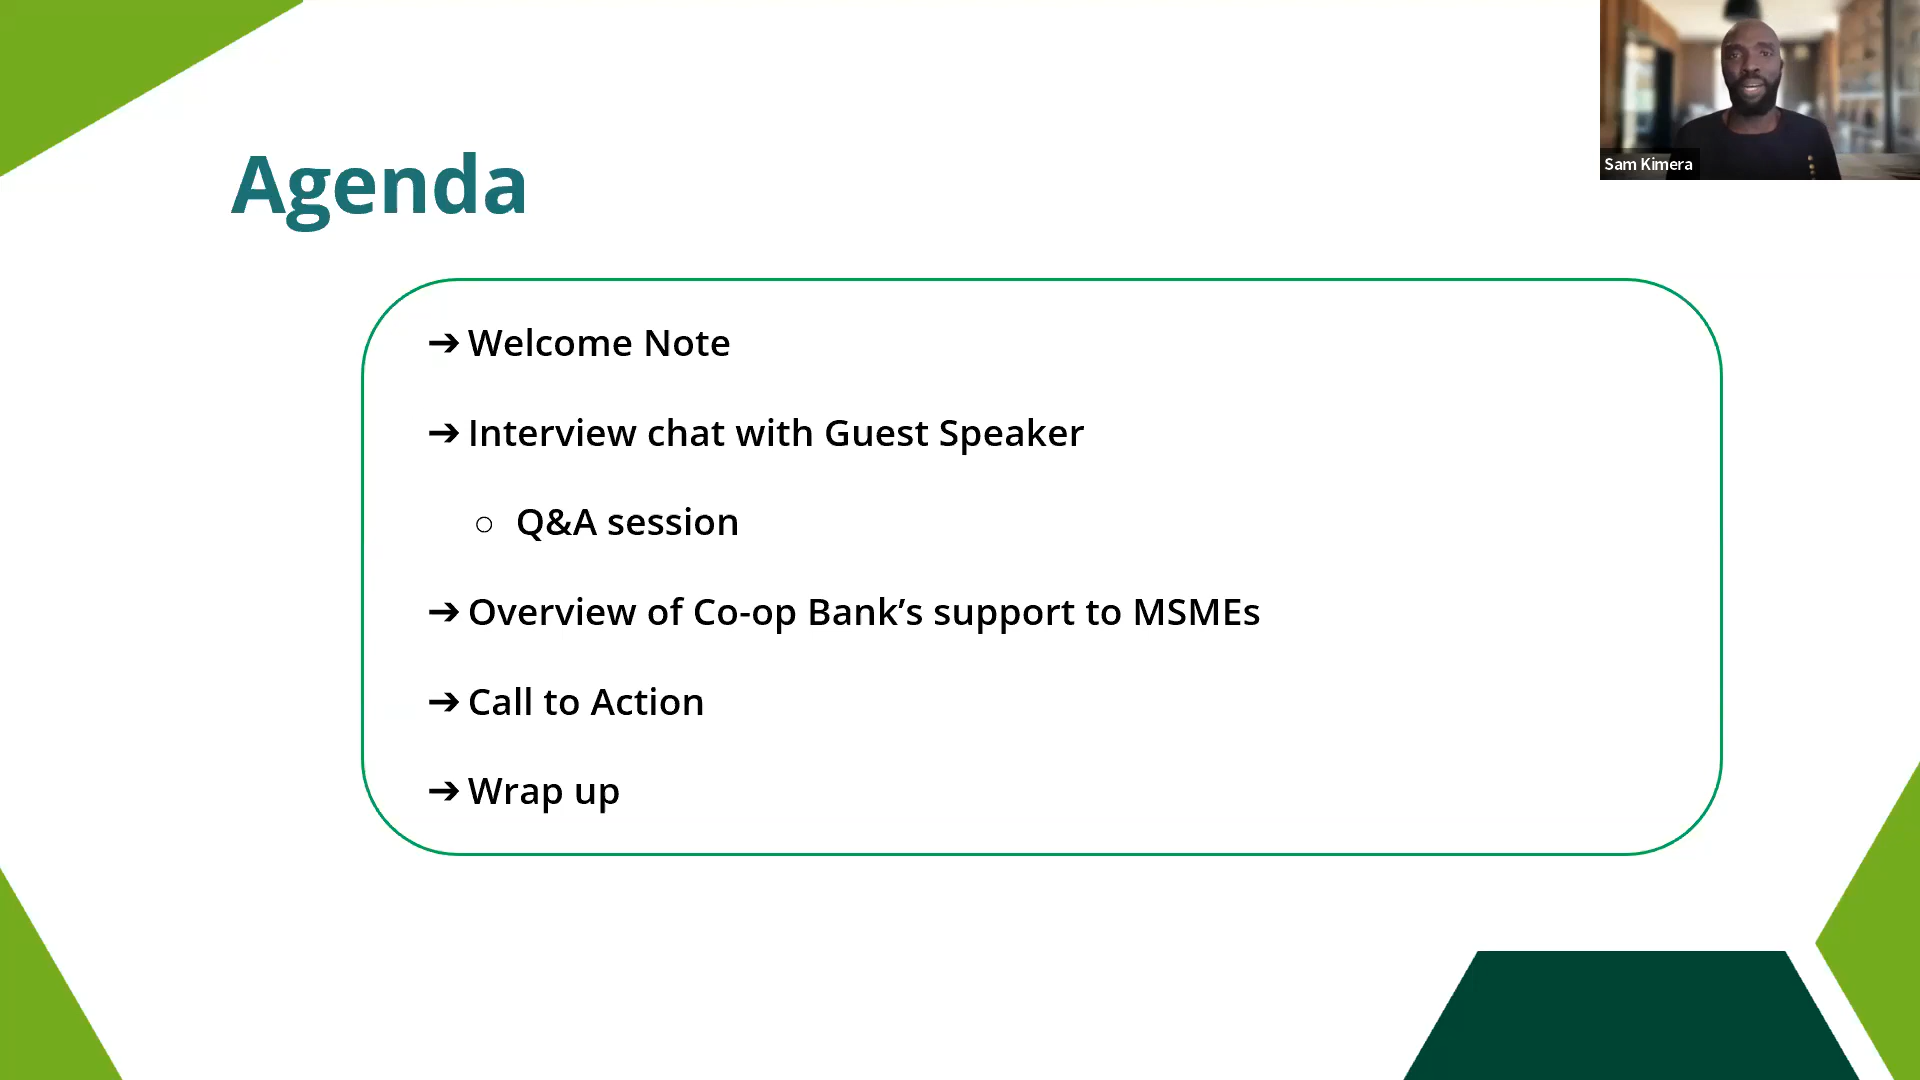 Sam Kimera
Agenda
➔ Welcome Note
➔ Interview chat with Guest Speaker
○ Q&A session
➔ Overview of Co-op Bank’s support to MSMEs
➔ Call to Action
➔ Wrap up